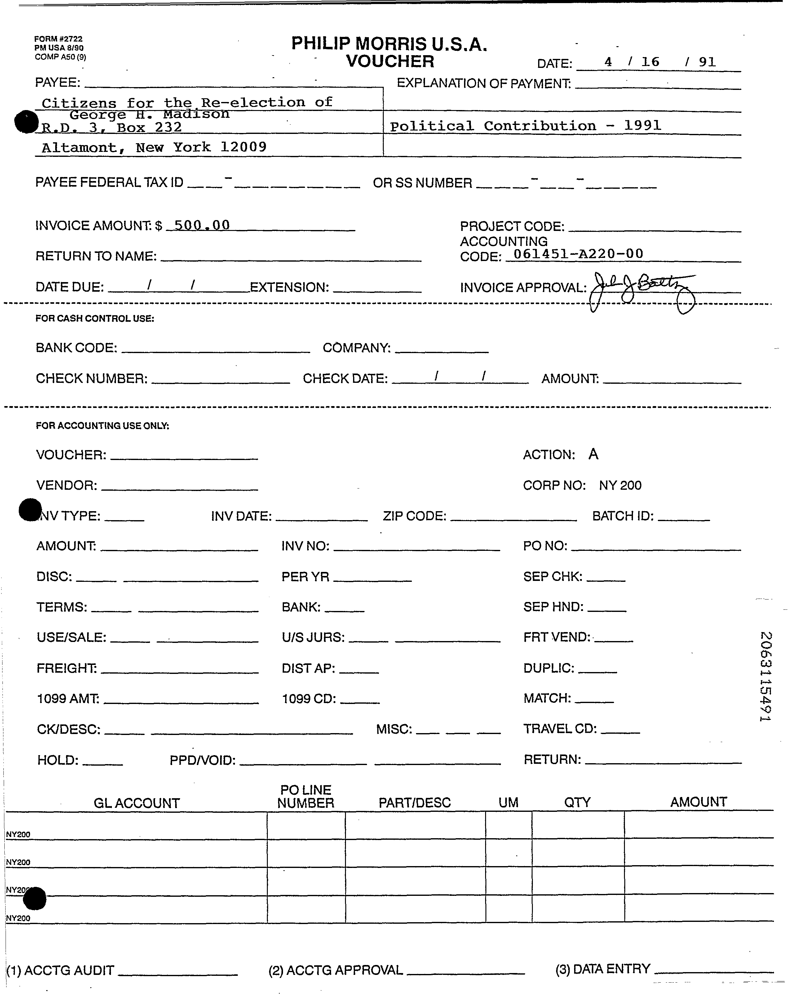 FORM #2722
PM USA 8/90
COMP A50 (9)
PHILIP MORRIS U.S.A.
VOUCHER
DATE: 4 / 16 / 91
PAYEE: EXPLANATION OF PAYMENT:
Citizens for the Re-election of
George H. Madison
R.D. 3, Box 232 Political Contribution - 1991
Altamont, New York 12009
PAYEE FEDERAL TAX ID - OR SS NUMBER - -
INVOICE AMOUNT: $ 500.00 PROJECT CODE:
ACCOUNTING
RETURN TO NAME: CODE: 061451-A220-00
DATE DUE: / / EXTENSION: INVOICE APPROVAL:
FOR CASH CONTROL USE:
BANK CODE: COMPANY:
CHECK NUMBER: CHECK DATE: / / AMOUNT:
FOR ACCOUNTING USE ONLY:
VOUCHER: ACTION: A
VENDOR: CORP NO: NY 200
NV TYPE: INV DATE: ZIP CODE: BATCH ID:
AMOUNT: INV NO: PO NO:
DISC: PER YR SEP CHK:
TERMS: BANK: SEP HND:
USE/SALE: U/S JURS: FRT VEND:
FREIGHT: DIST AP: DUPLIC:
1099 AMT: 1099 CD: MATCH:
CK/DESC: MISC: TRAVEL CD:
HOLD: PPD/VOID: RETURN:
2063115491
GL ACCOUNT PO LINE NUMBER PART/DESC UM QTY AMOUNT
NY200
NY200
NY200
NY200
(1) ACCTG AUDIT (2) ACCTG APPROVAL (3) DATA ENTRY